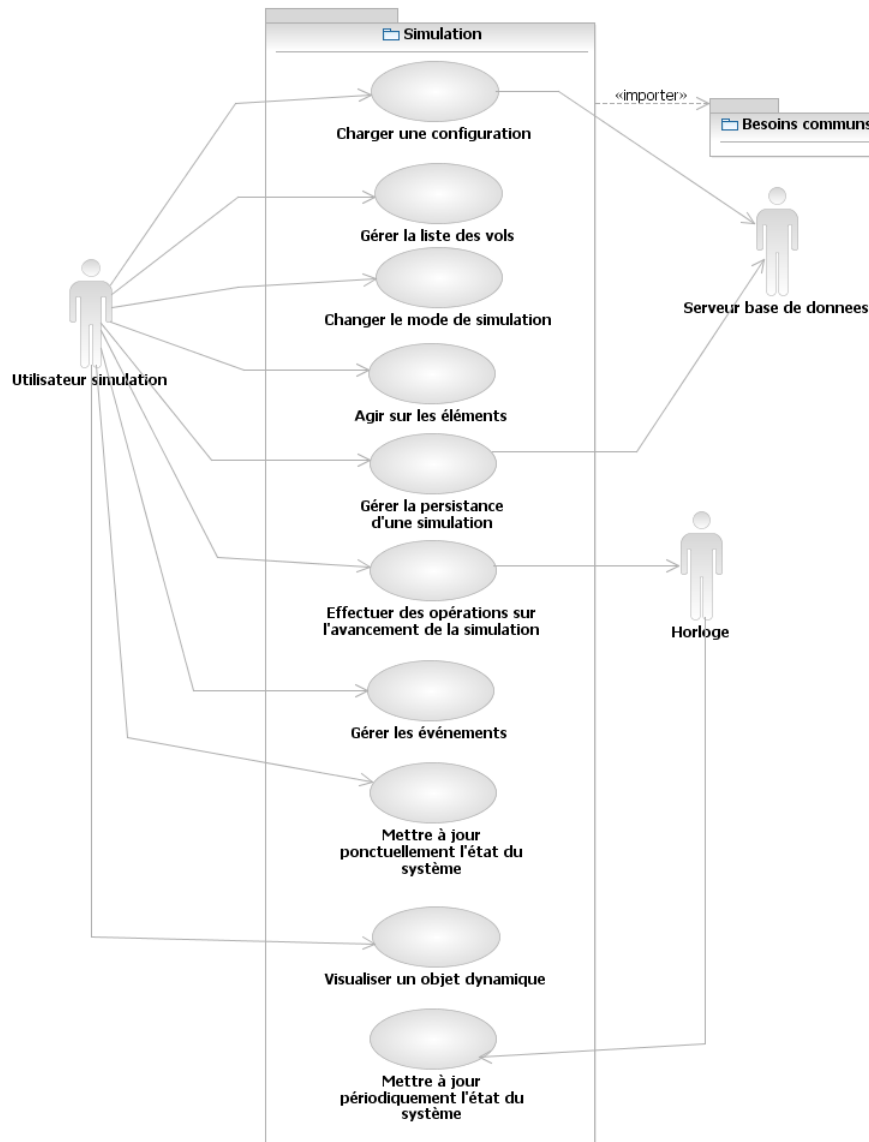 Simulation
«importer»
Besoins communs
Charger une configuration
Gérer la liste des vols
Serveur base de donnees
Changer le mode de simulation
Utilisateur simulation
Agir sur les éléments
Gérer la persistance
d'une simulation
Effectuer des opérations sur
l'avancement de la simulation
Horloge
Gérer les événements
Mettre à jour
ponctuellement l'état du
système
Visualiser un objet dynamique
Mettre à jour
périodiquement l'état du
système